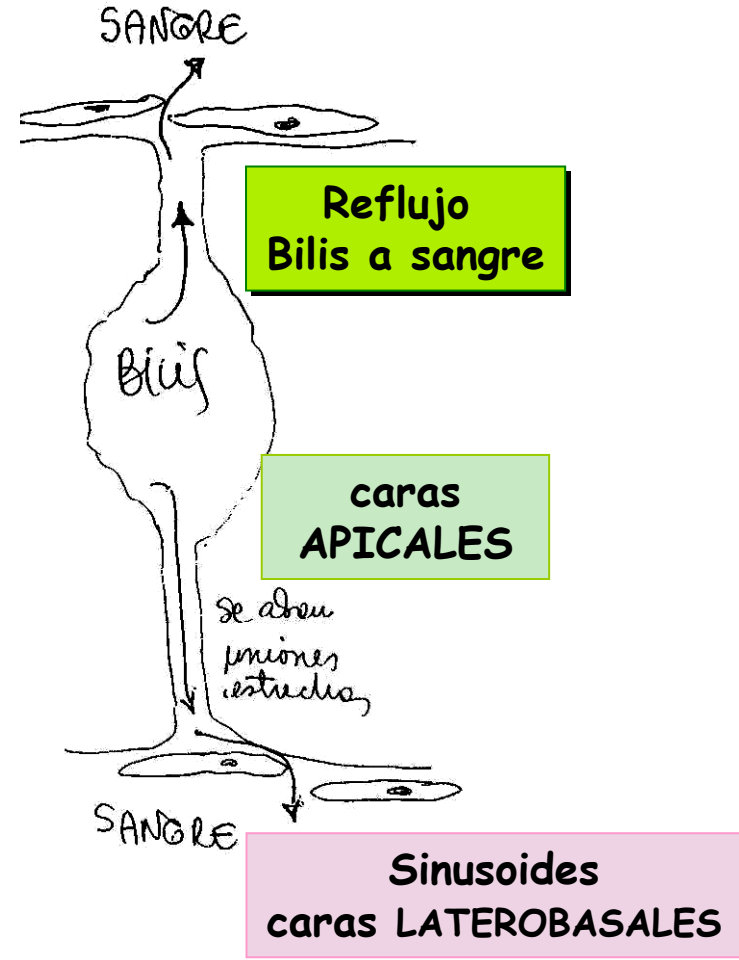 SANGRE
Reflujo
Bilis a sangre
Bilis
caras
APICALES
se abren
uniones
estrechas
SANGRE
Sinusoides
caras LATEROBASALES